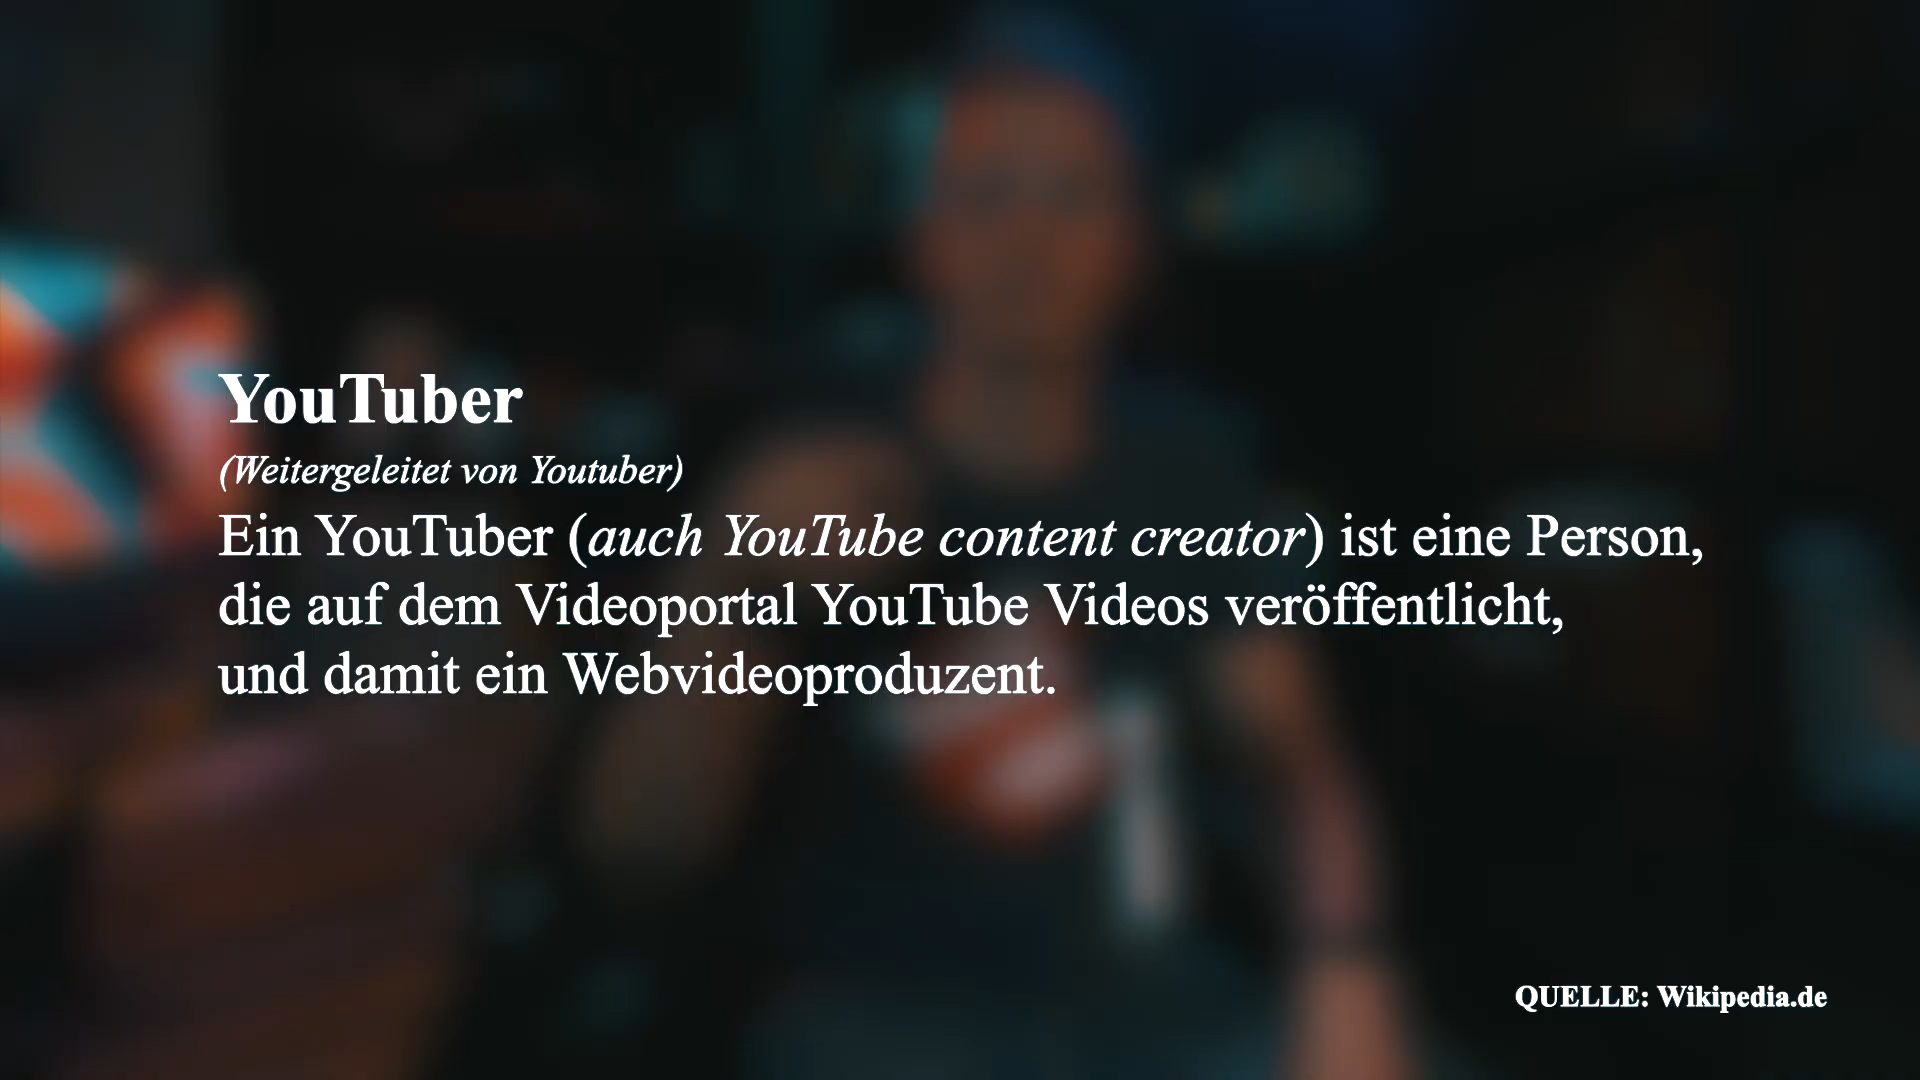 YouTuber
(Weitergeleitet von Youtuber)
Ein YouTuber (auch YouTube content creator) ist eine Person,
die auf dem Videoportal YouTube Videos veröffentlicht,
und damit ein Webvideoproduzent.
QUELLE: Wikipedia.de